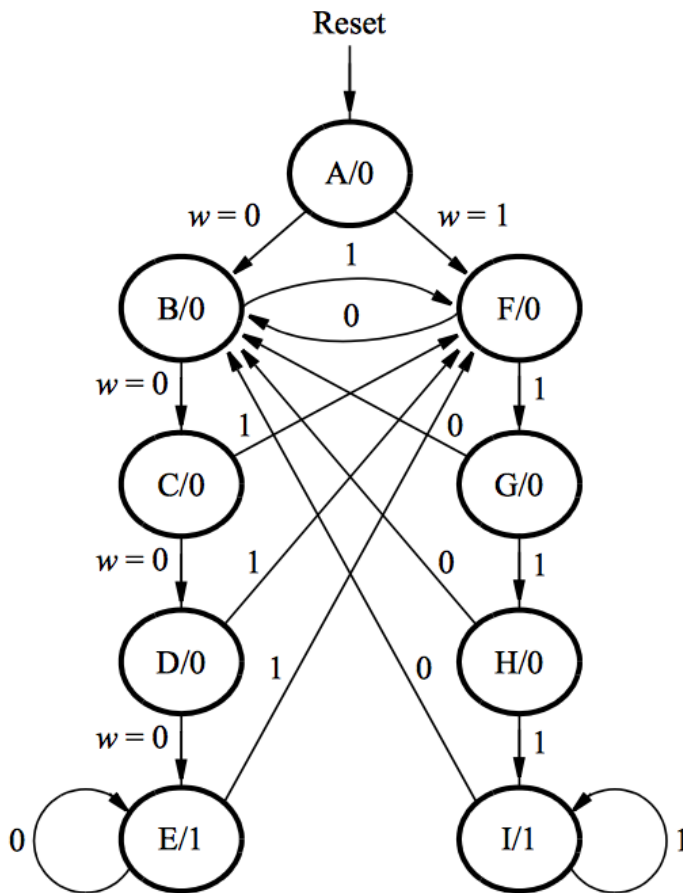 Reset
A/0
w = 0 w = 1
1
B/0 F/0
0
w = 0 1 0 1
C/0 G/0
w = 0 1 0 1
D/0 H/0
w = 0 1 0 1
0 E/1 I/1 1